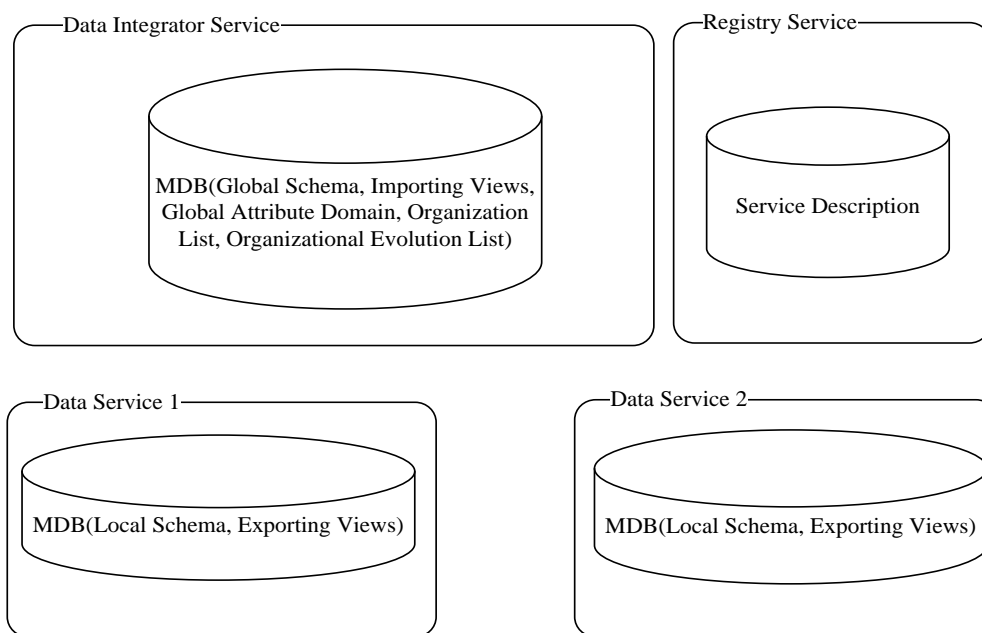 Data Integrator Service
MDB(Global Schema, Importing Views,
Global Attribute Domain, Organization
List, Organizational Evolution List)
Registry Service
Service Description
Data Service 1
MDB(Local Schema, Exporting Views)
Data Service 2
MDB(Local Schema, Exporting Views)